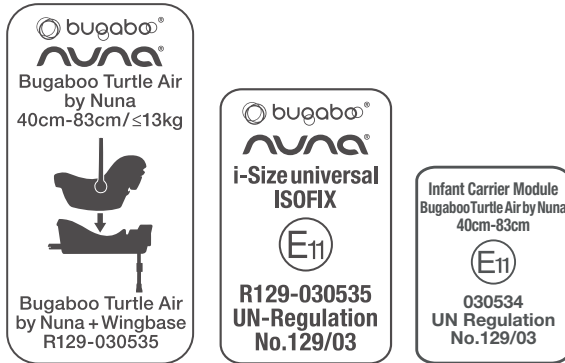 bugaboo®
nuna®
Bugaboo Turtle Air
by Nuna
40cm-83cm/≤13kg
Bugaboo Turtle Air
by Nuna + Wingbase
R129-030535
bugaboo®
nuna®
i-Size universal
ISOFIX
E11
R129-030535
UN-Regulation
No.129/03
Infant Carrier Module
Bugaboo Turtle Air by Nuna
40cm-83cm
E11
030534
UN Regulation
No.129/03